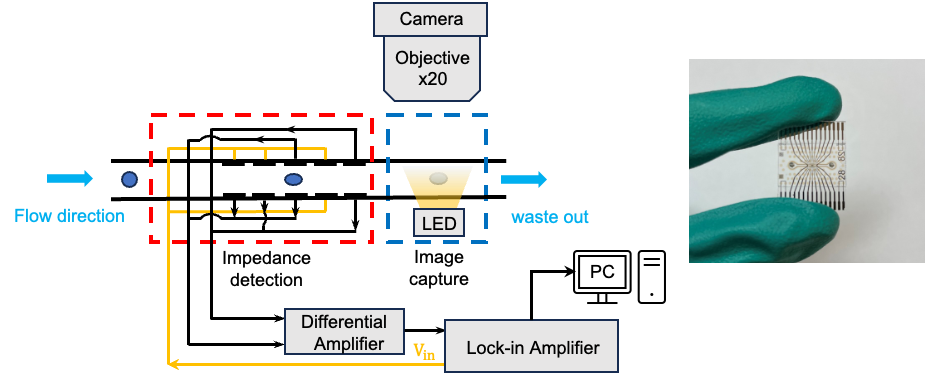 Camera
Objective
x20
Flow direction
LED
waste out
Impedance
detection
Image
capture
PC
Differential
Amplifier
Vin
Lock-in Amplifier
28